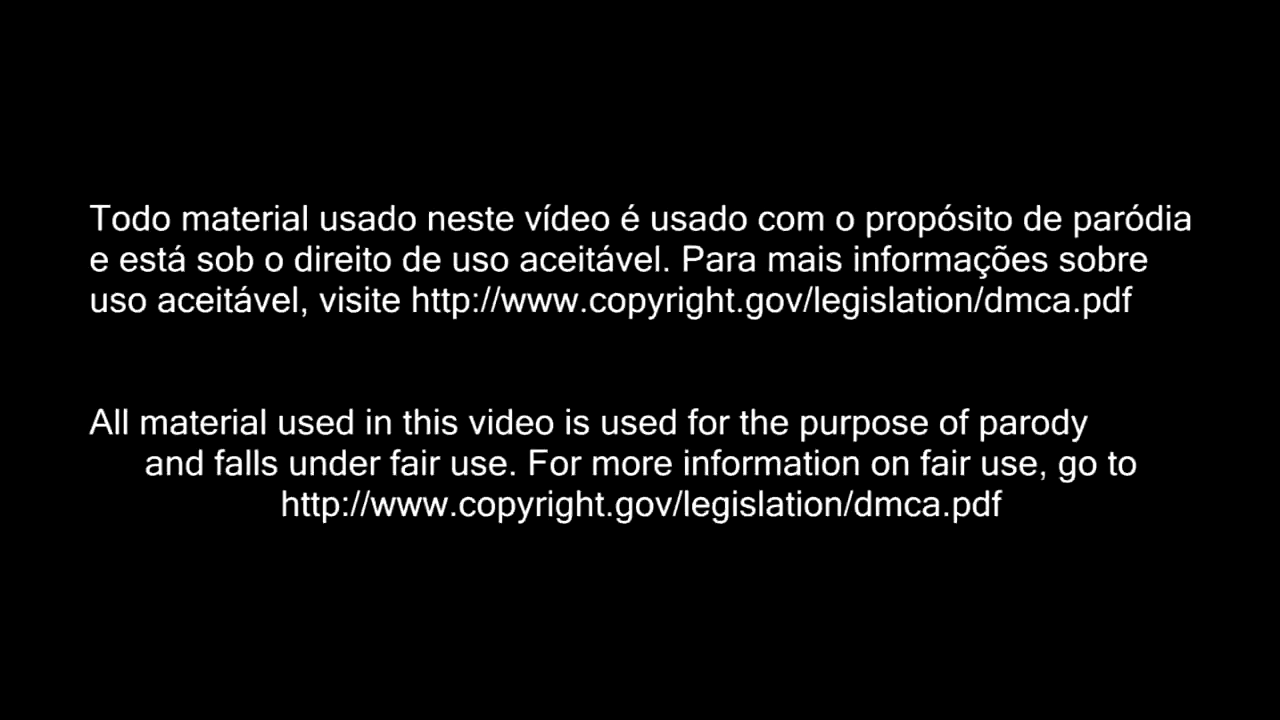 Todo material usado neste vídeo é usado com o propósito de paródia
e está sob o direito de uso aceitável. Para mais informações sobre
uso aceitável, visite http://www.copyright.gov/legislation/dmca.pdf
All material used in this video is used for the purpose of parody
and falls under fair use. For more information on fair use, go to
http://www.copyright.gov/legislation/dmca.pdf